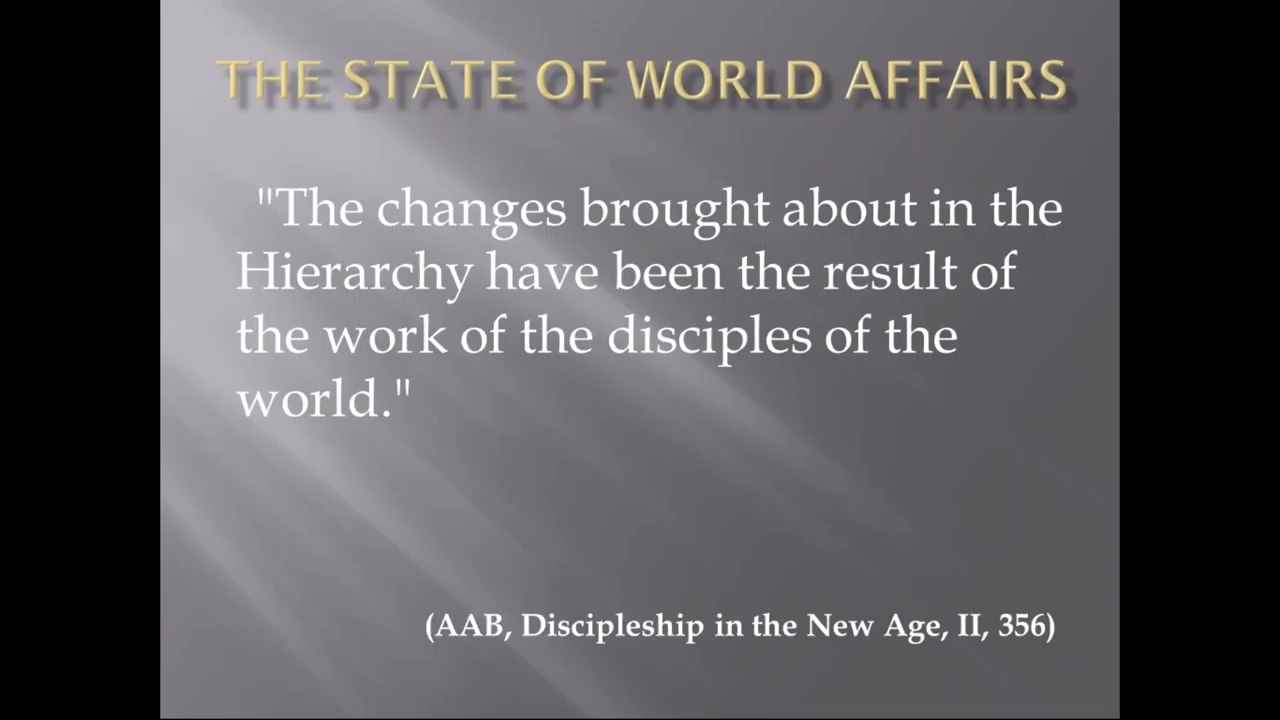 THE STATE OF WORLD AFFAIRS
"The changes brought about in the
Hierarchy have been the result of
the work of the disciples of the
world."
(AAB, Discipleship in the New Age, II, 356)